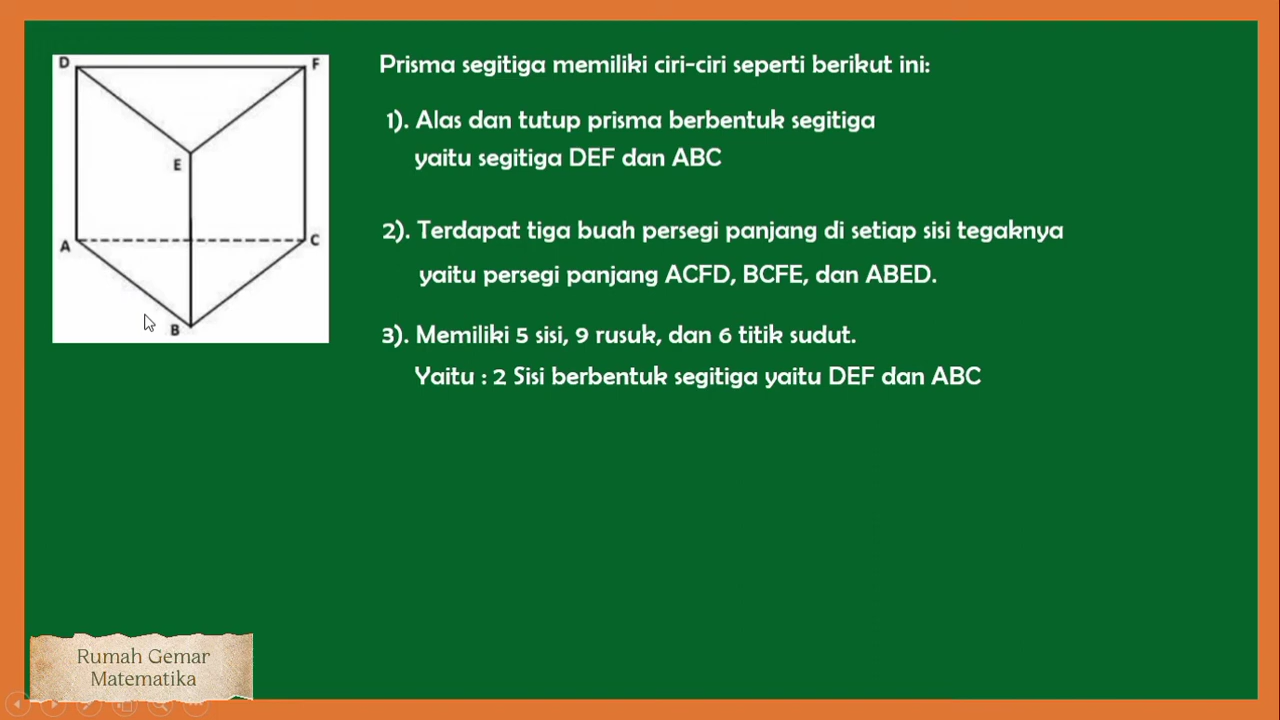 D
F
E
A
C
B
Prisma segitiga memiliki ciri-ciri seperti berikut ini:
1). Alas dan tutup prisma berbentuk segitiga
yaitu segitiga DEF dan ABC
2). Terdapat tiga buah persegi panjang di setiap sisi tegaknya
yaitu persegi panjang ACFD, BCFE, dan ABED.
3). Memiliki 5 sisi, 9 rusuk, dan 6 titik sudut.
Yaitu : 2 Sisi berbentuk segitiga yaitu DEF dan ABC
Rumah Gemar
Matematika